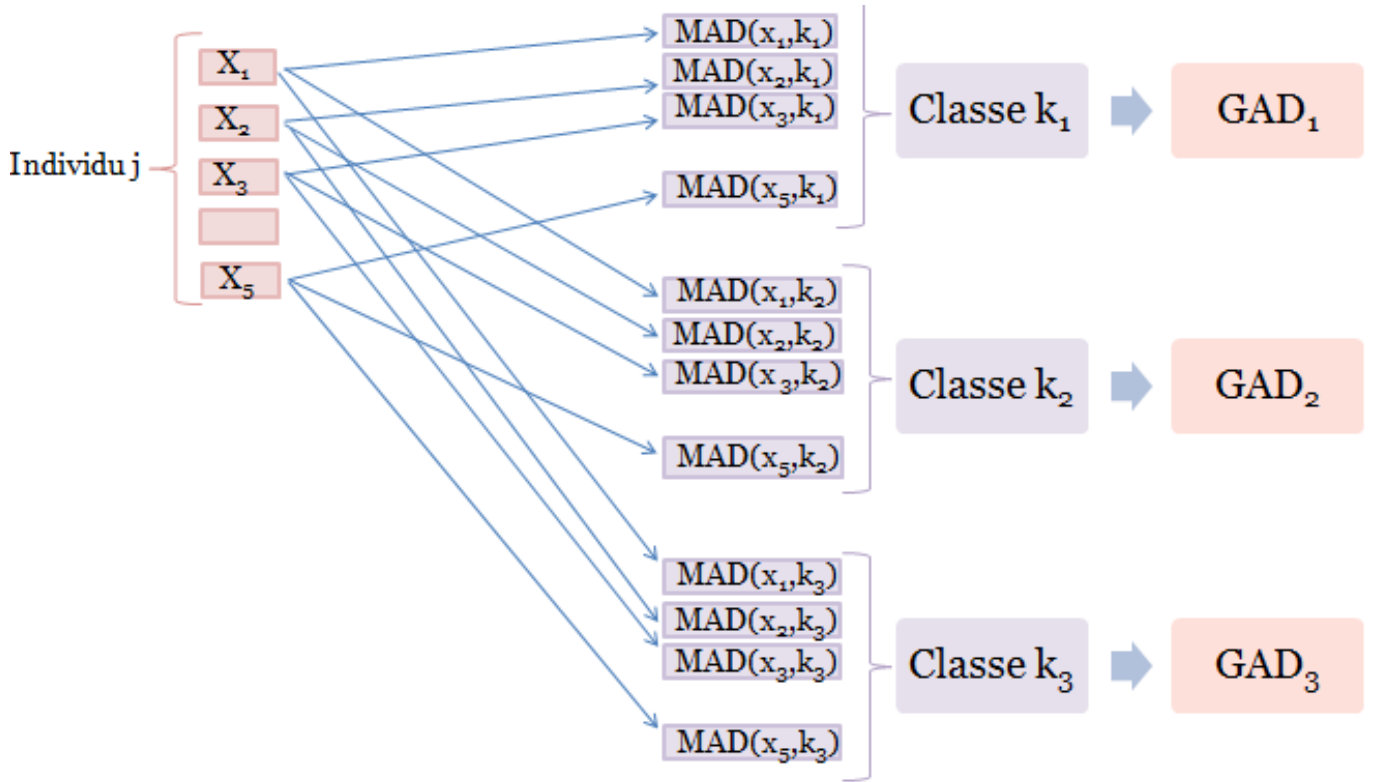 Individu j
X₁
X₂
X₃
X₅
MAD(x₁,k₁)
MAD(x₂,k₁)
MAD(x₃,k₁)
MAD(x₅,k₁)
Classe k₁
GAD₁
MAD(x₁,k₂)
MAD(x₂,k₂)
MAD(x₃,k₂)
MAD(x₅,k₂)
Classe k₂
GAD₂
MAD(x₁,k₃)
MAD(x₂,k₃)
MAD(x₃,k₃)
MAD(x₅,k₃)
Classe k₃
GAD₃